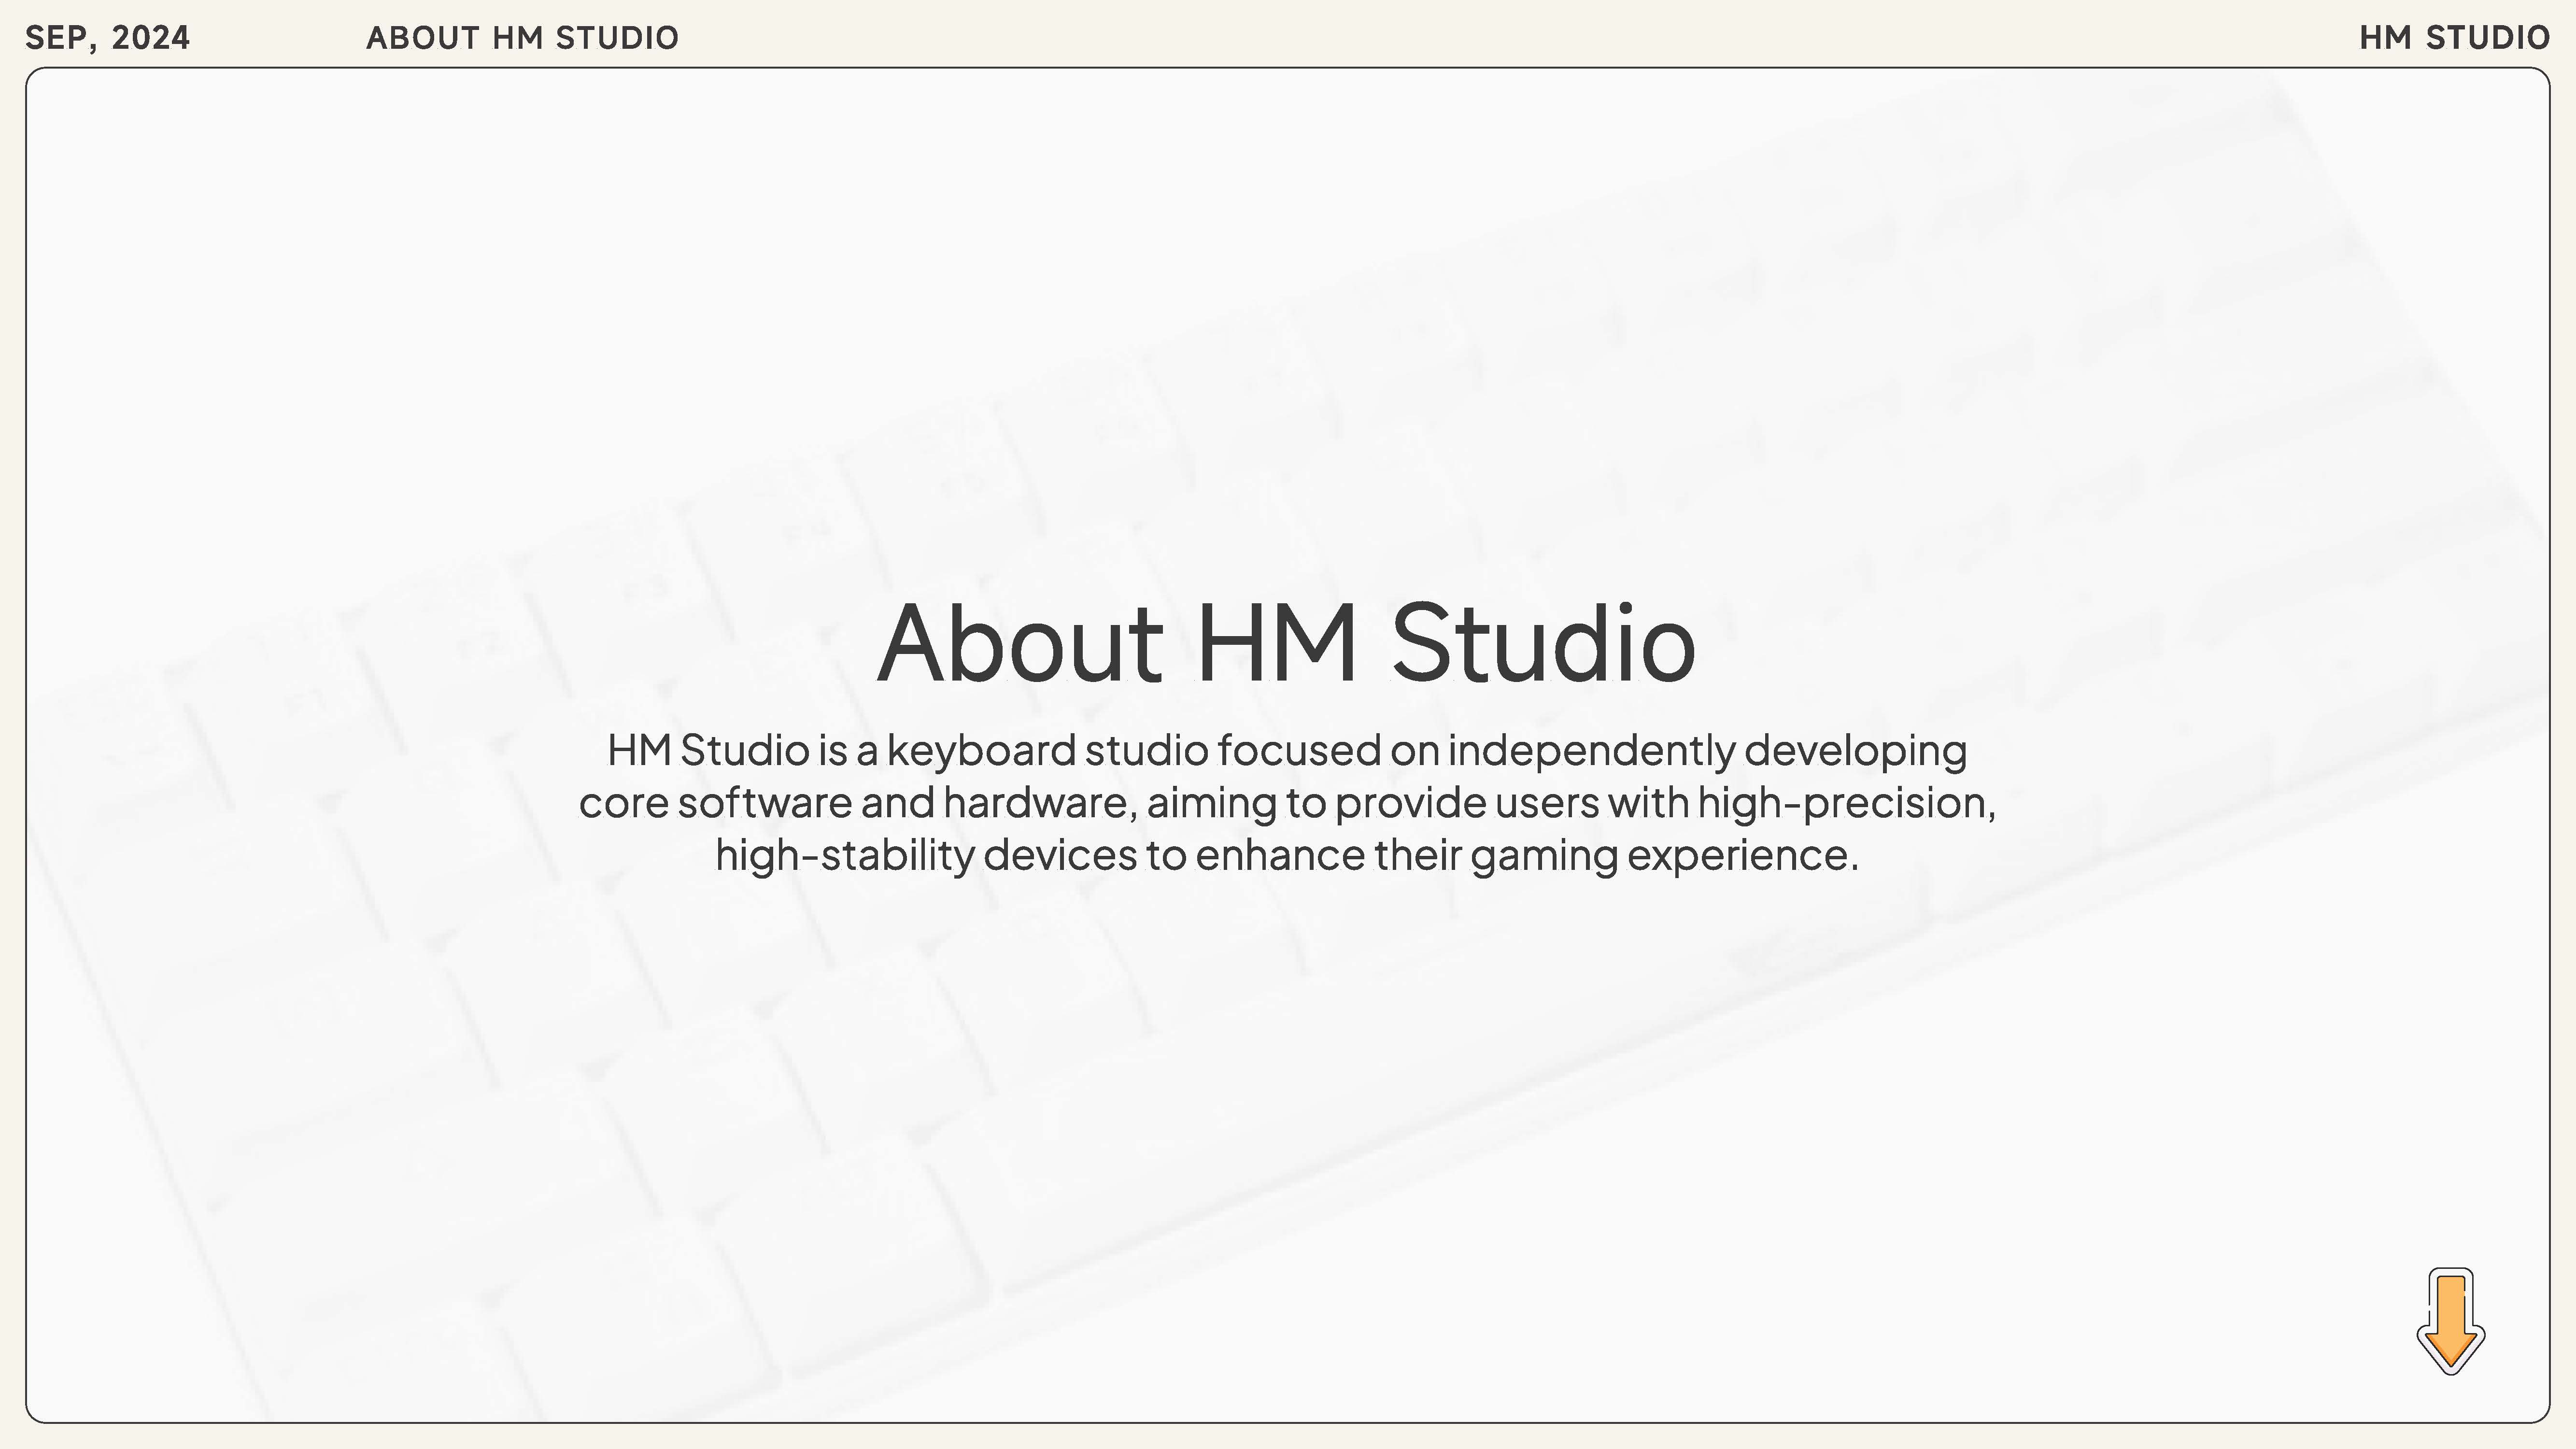 SEP, 2024
ABOUT HM STUDIO
HM STUDIO
About HM Studio
HM Studio is a keyboard studio focused on independently developing
core software and hardware, aiming to provide users with high-precision,
high-stability devices to enhance their gaming experience.